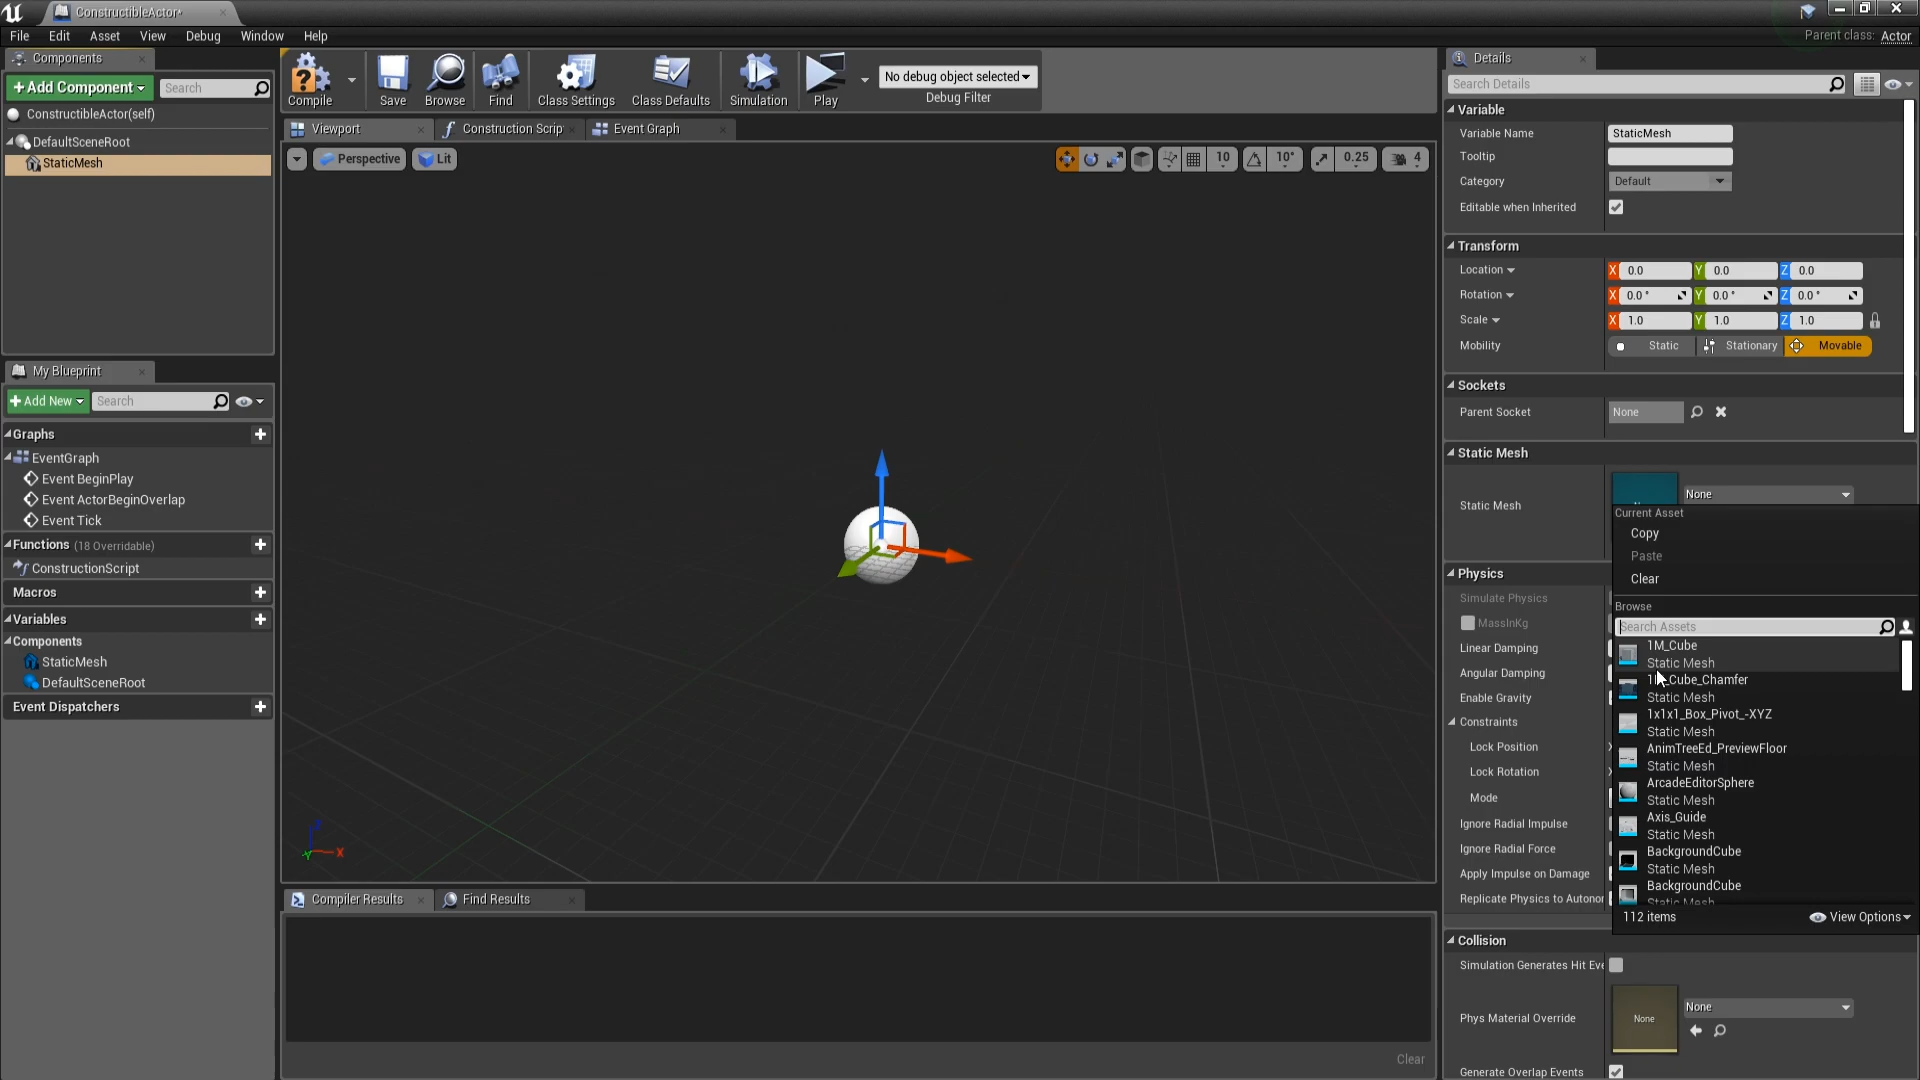 ConstructibleActor*
File Edit Asset View Debug Window Help
Parent class: Actor
Components
+Add Component
Search
ConstructibleActor(self)
DefaultSceneRoot
StaticMesh
My Blueprint
+Add New
Search
Graphs
EventGraph
Event BeginPlay
Event ActorBeginOverlap
Event Tick
Functions (18 Overridable)
ConstructionScript
Macros
Variables
Components
StaticMesh
DefaultSceneRoot
Event Dispatchers
Compile
Save
Browse
Find
Class Settings
Class Defaults
Simulation
Play
No debug object selected
Debug Filter
Viewport
Construction Scrip
Event Graph
Perspective
Lit
10
10°
0.25
4
X
Compiler Results
Find Results
Clear
Details
Search Details
Variable
Variable Name StaticMesh
Tooltip
Category Default
Editable when Inherited
Transform
Location X 0.0 Y 0.0 Z 0.0
Rotation X 0.0 ° Y 0.0 ° Z 0.0 °
Scale X 1.0 Y 1.0 Z 1.0
Mobility Static Stationary Movable
Sockets
Parent Socket None
Static Mesh
Static Mesh None
Current Asset
Copy
Paste
Clear
Browse
Search Assets
1M_Cube
Static Mesh
Cube_Chamfer
Static Mesh
1x1x1_Box_Pivot_-XYZ
Static Mesh
AnimTreeEd_PreviewFloor
Static Mesh
ArcadeEditorSphere
Static Mesh
Axis_Guide
Static Mesh
BackgroundCube
Static Mesh
BackgroundCube
Static Mesh
112 items
View Options
Physics
Simulate Physics
MassInKg
Linear Damping
Angular Damping
Enable Gravity
Constraints
Lock Position
Lock Rotation
Mode
Ignore Radial Impulse
Ignore Radial Force
Apply Impulse on Damage
Replicate Physics to Autonor
Collision
Simulation Generates Hit Eve
Phys Material Override None None
Generate Overlap Events